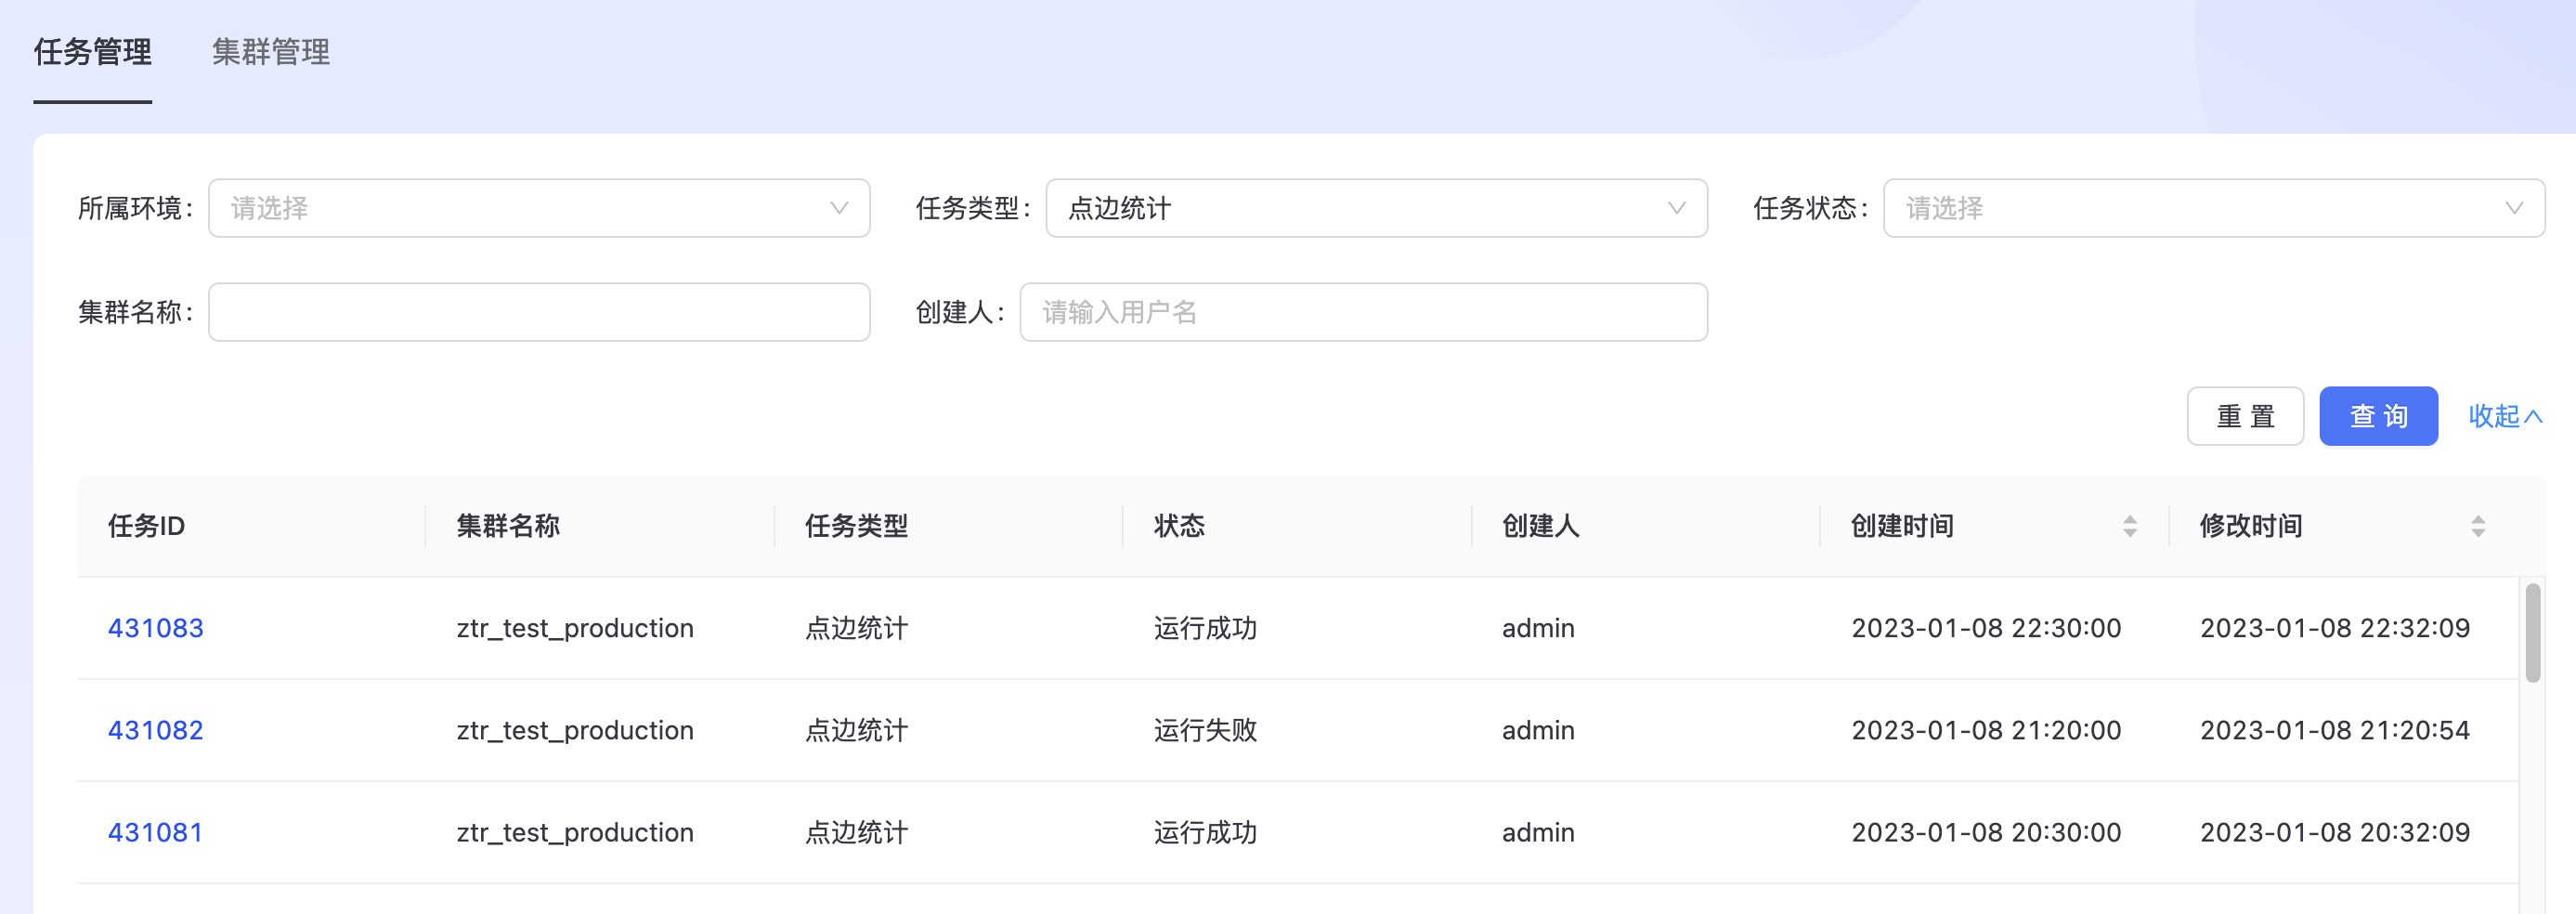 任务管理 集群管理
所属环境: 请选择 任务类型: 点边统计 任务状态: 请选择
集群名称: 创建人: 请输入用户名
重置 查询 收起
任务ID 集群名称 任务类型 状态 创建人 创建时间 修改时间
431083 ztr_test_production 点边统计 运行成功 admin 2023-01-08 22:30:00 2023-01-08 22:32:09
431082 ztr_test_production 点边统计 运行失败 admin 2023-01-08 21:20:00 2023-01-08 21:20:54
431081 ztr_test_production 点边统计 运行成功 admin 2023-01-08 20:30:00 2023-01-08 20:32:09